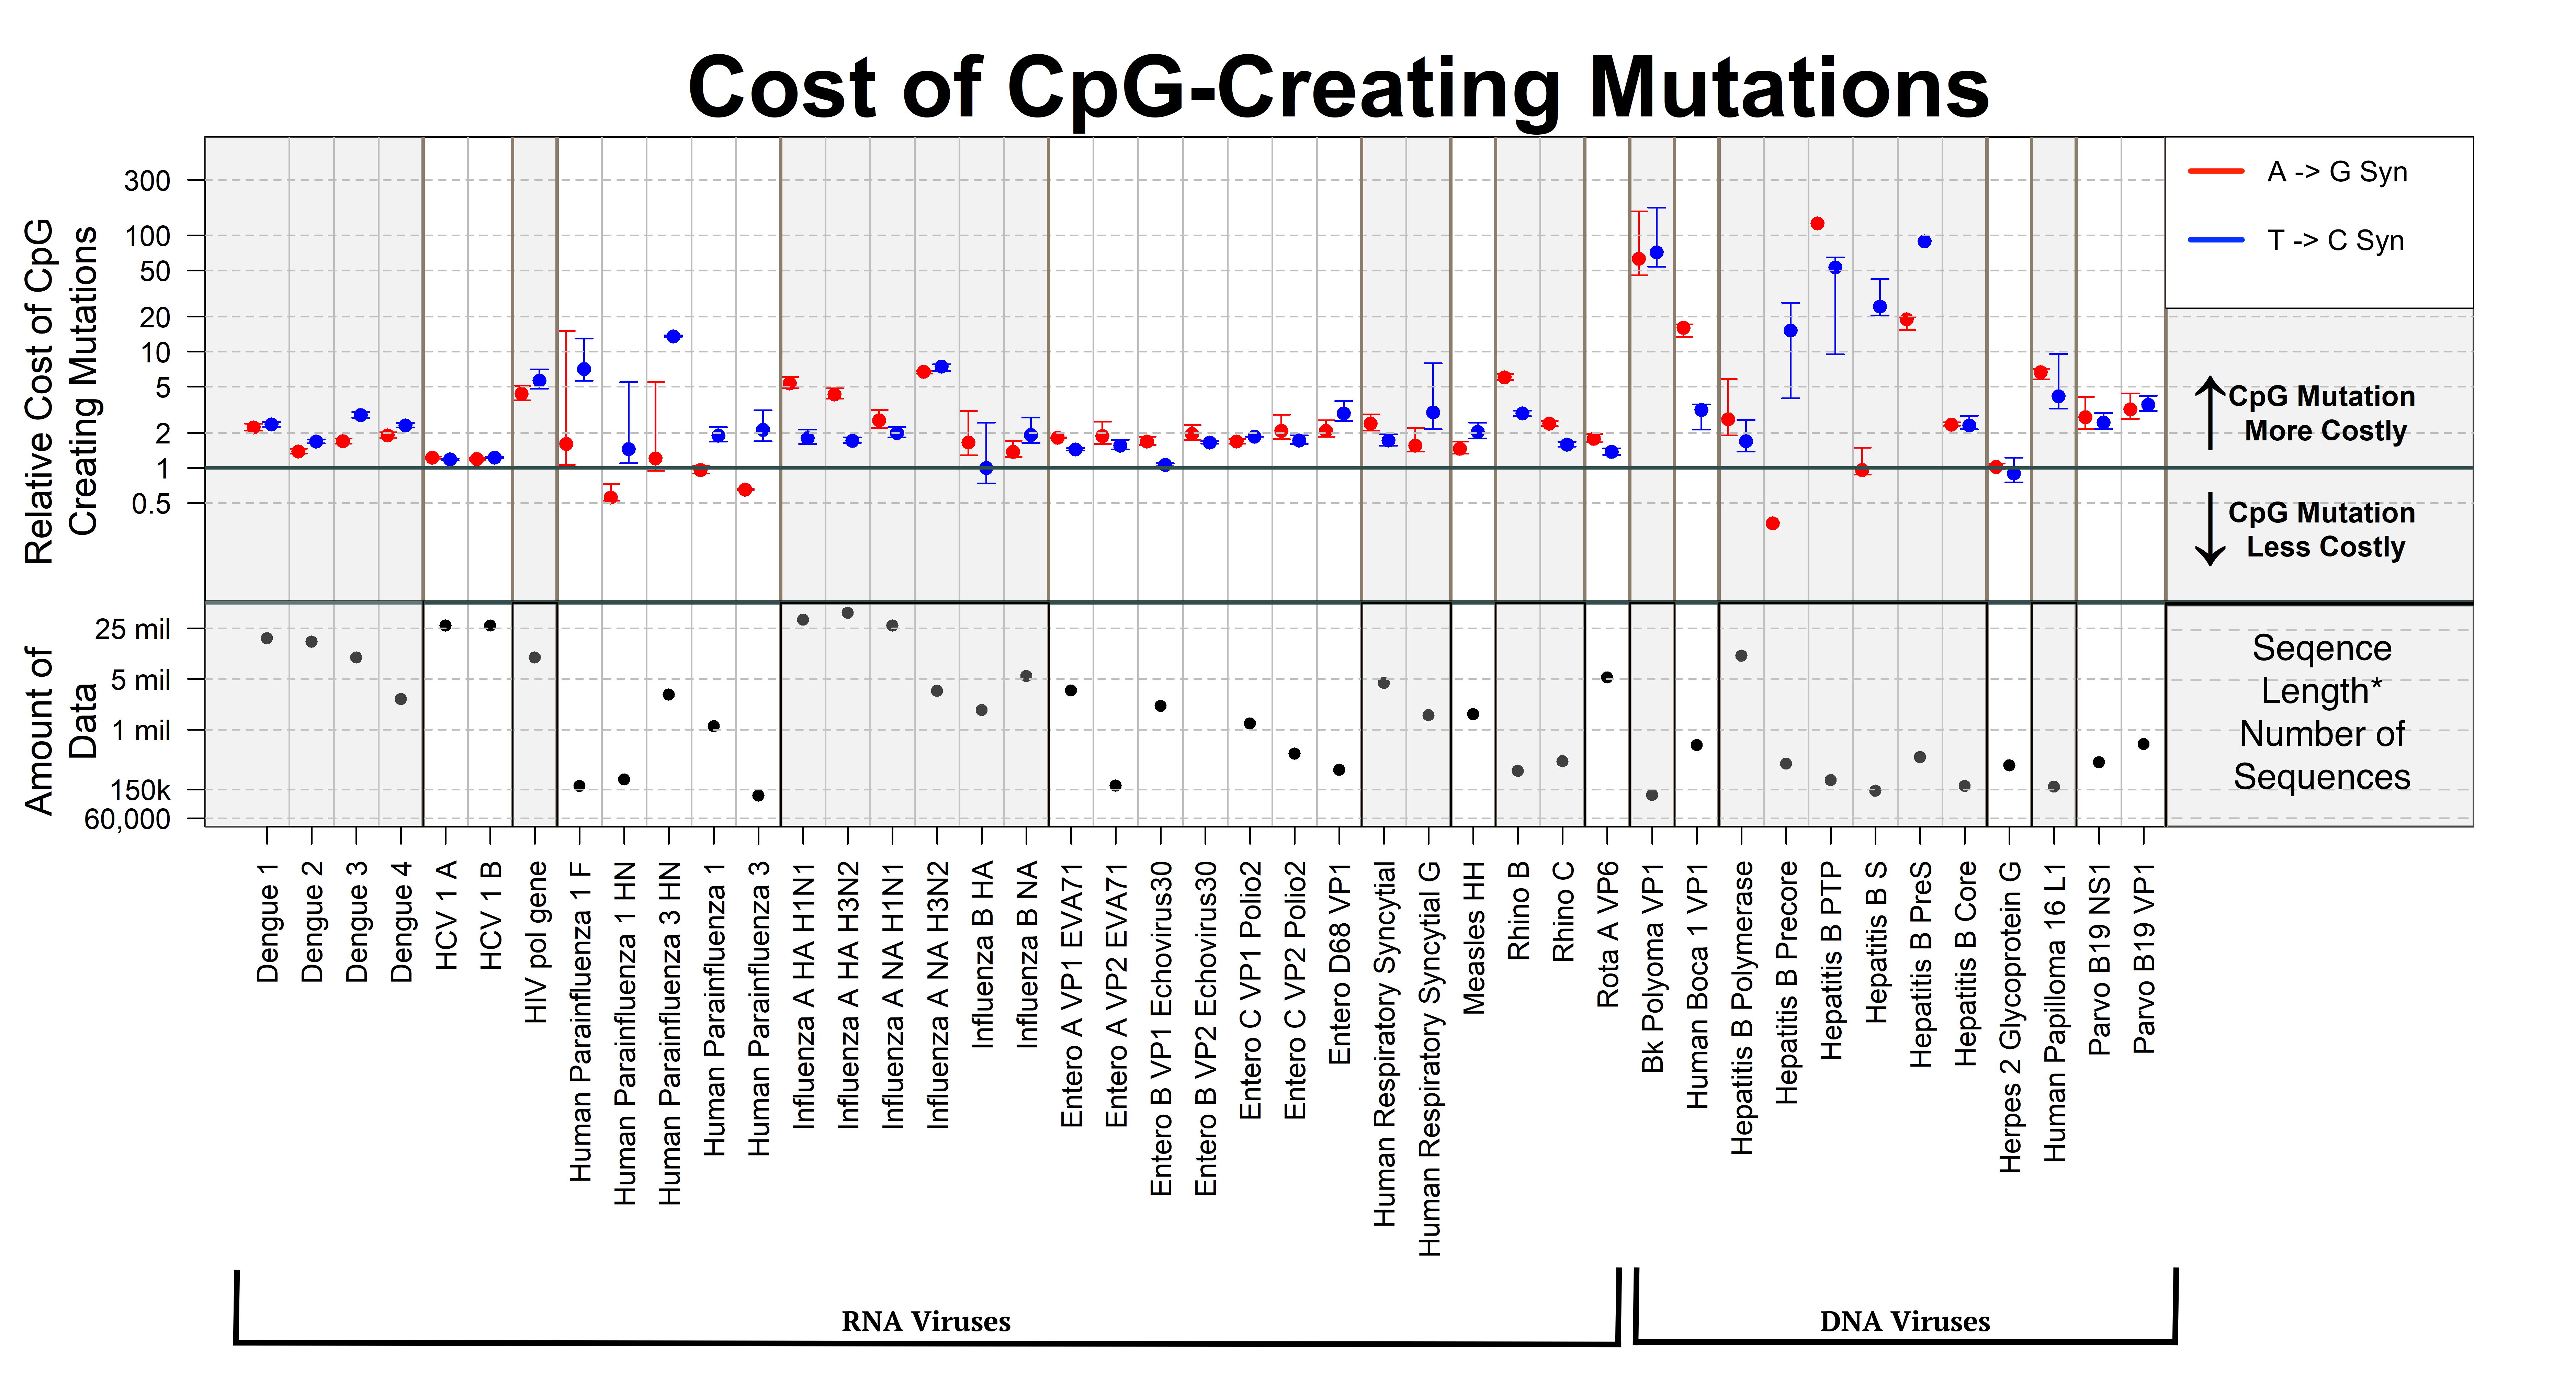 Cost of CpG-Creating Mutations
Relative Cost of CpG
Creating Mutations
300
100
50
20
10
5
2
1
0.5
A -> G Syn
T -> C Syn
CpG Mutation
More Costly
CpG Mutation
Less Costly
Amount of
Data
25 mil
5 mil
1 mil
150k
60,000
Seqence
Length*
Number of
Sequences
Dengue 1
Dengue 2
Dengue 3
Dengue 4
HCV 1 A
HCV 1 B
HIV pol gene
Human Parainfluenza 1 F
Human Parainfluenza 1 HN
Human Parainfluenza 3 HN
Human Parainfluenza 1
Human Parainfluenza 3
Influenza A HA H1N1
Influenza A HA H3N2
Influenza A NA H1N1
Influenza A NA H3N2
Influenza B HA
Influenza B NA
Entero A VP1 EVA71
Entero A VP2 EVA71
Entero B VP1 Echovirus30
Entero B VP2 Echovirus30
Entero C VP1 Polio2
Entero C VP2 Polio2
Entero D68 VP1
Human Respiratory Syncytial
Human Respiratory Syncytial G
Measles HH
Rhino B
Rhino C
Rota A VP6
Bk Polyoma VP1
Human Boca 1 VP1
Hepatitis B Polymerase
Hepatitis B Precore
Hepatitis B PTP
Hepatitis B S
Hepatitis B PreS
Hepatitis B Core
Herpes 2 Glycoprotein G
Human Papilloma 16 L1
Parvo B19 NS1
Parvo B19 VP1
RNA Viruses
DNA Viruses